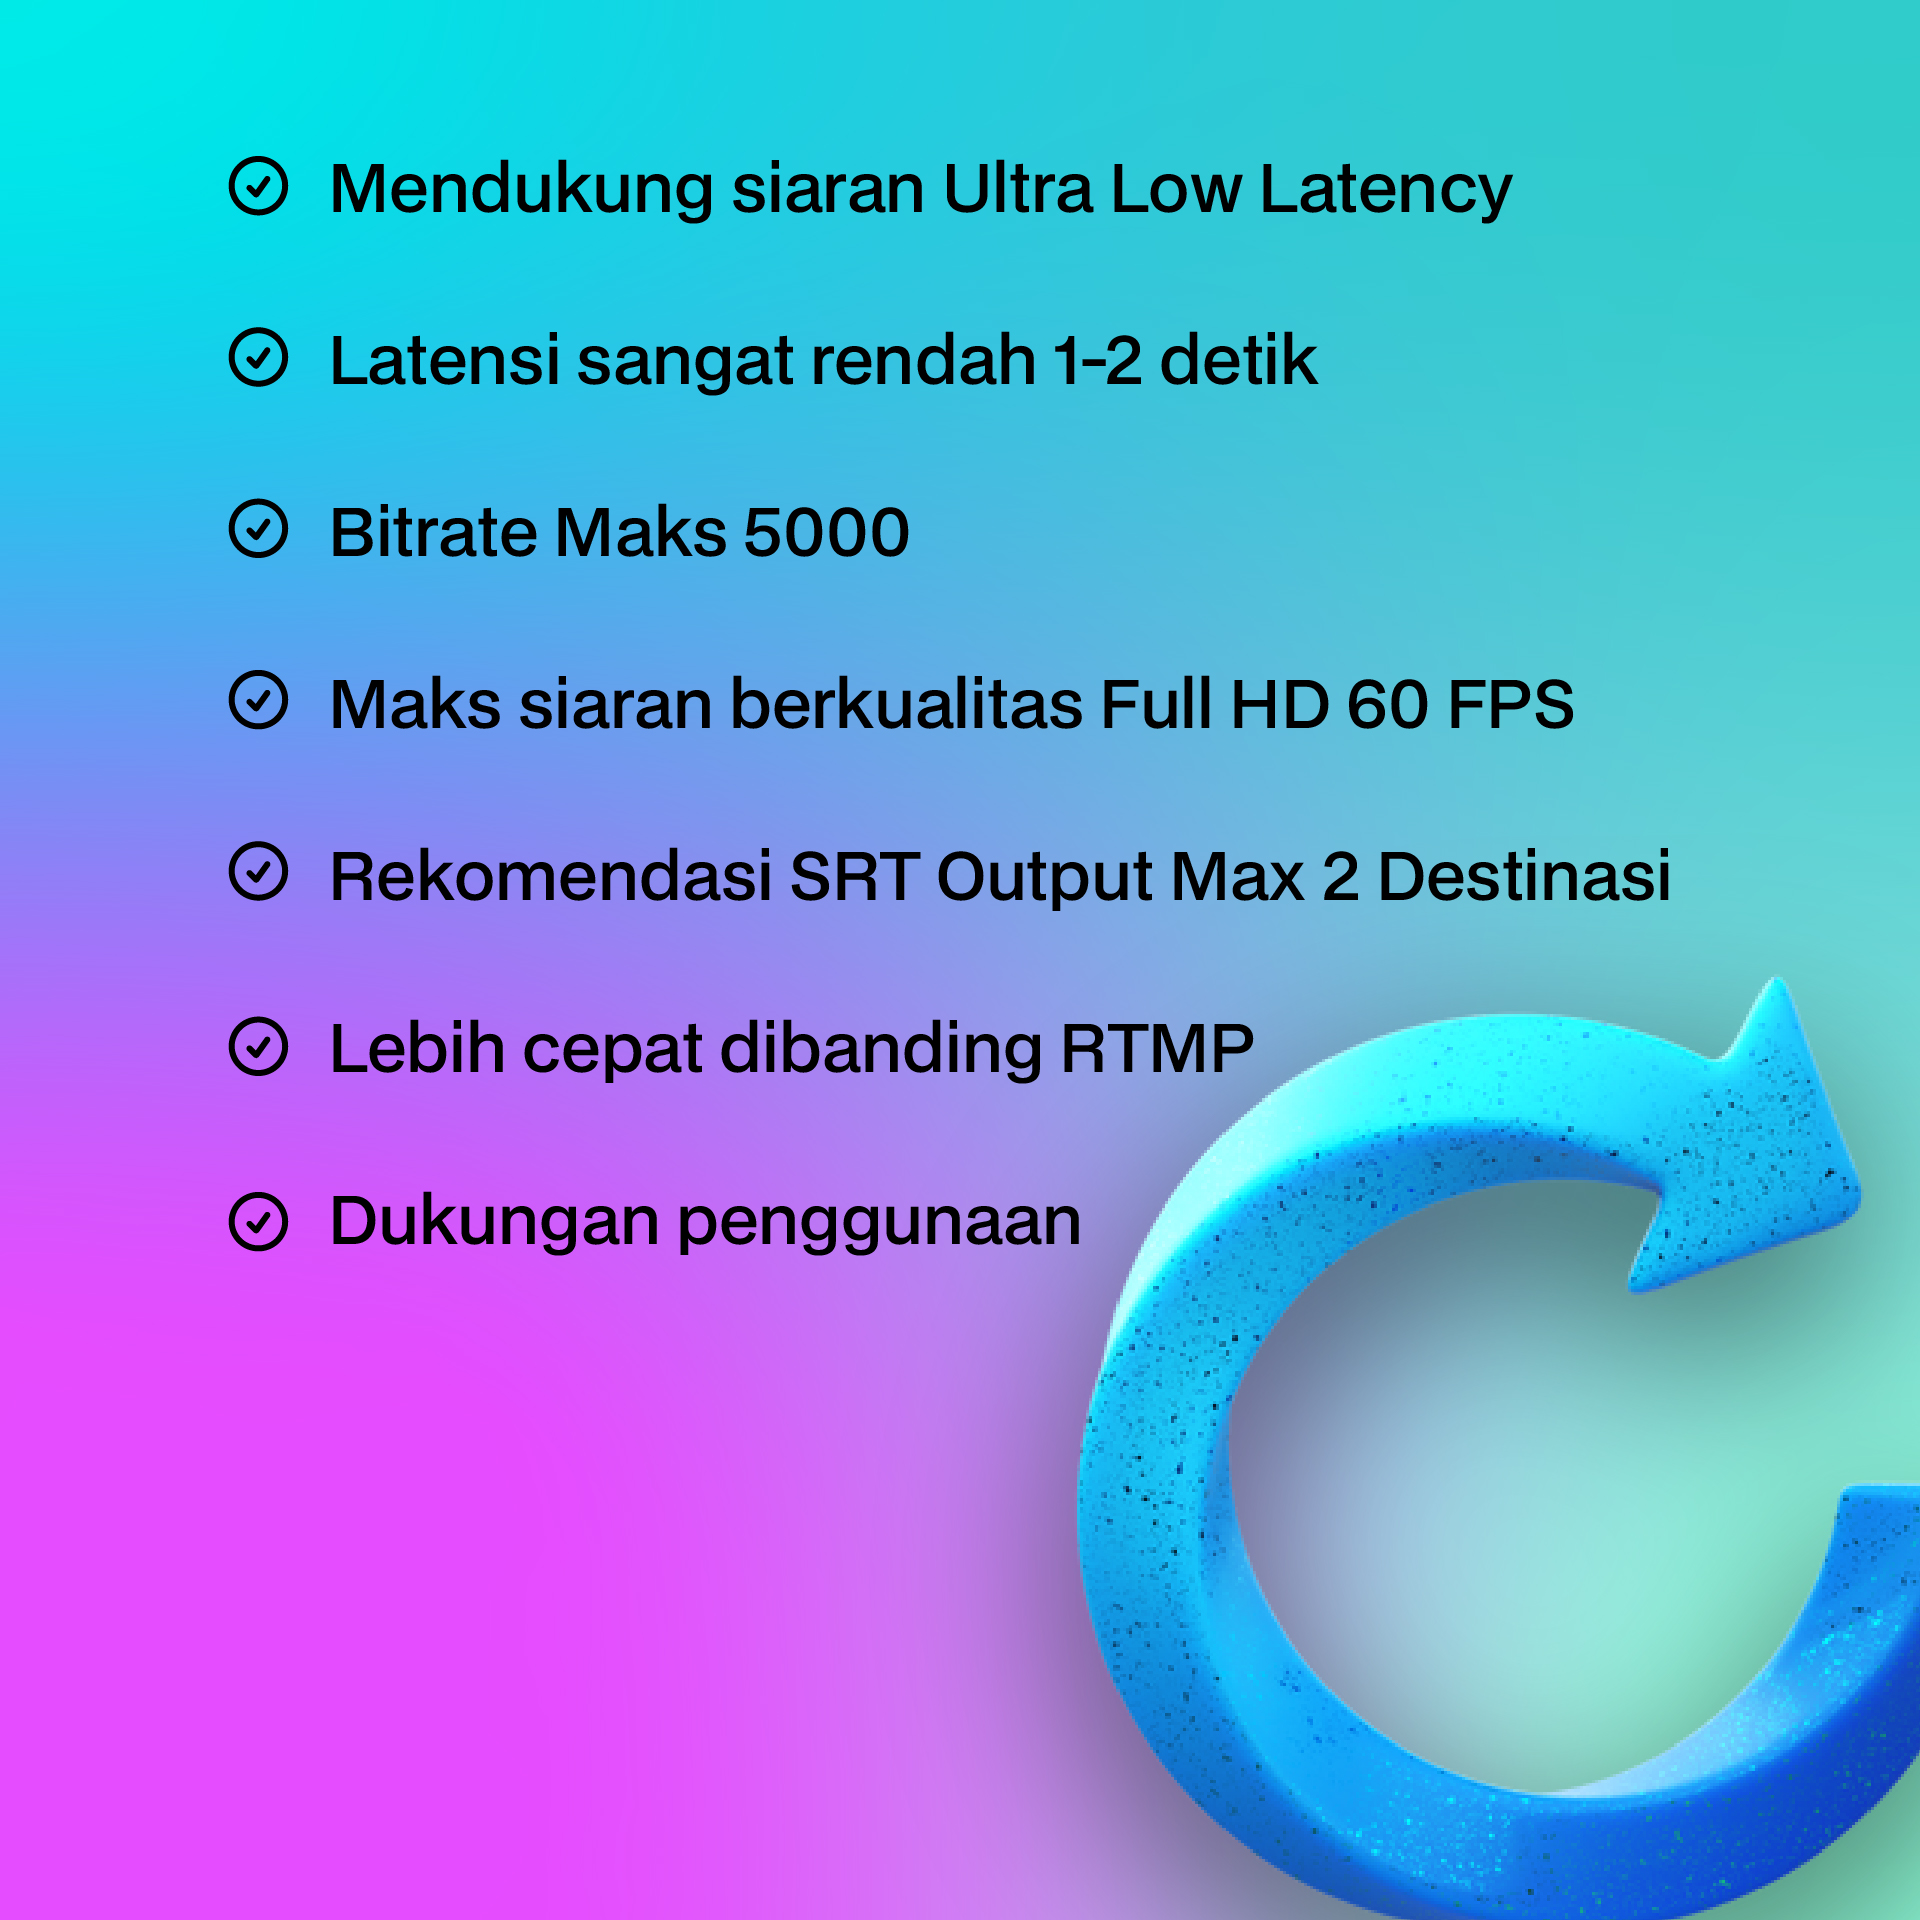 Mendukung siaran Ultra Low Latency
Latensi sangat rendah 1-2 detik
Bitrate Maks 5000
Maks siaran berkualitas Full HD 60 FPS
Rekomendasi SRT Output Max 2 Destinasi
Lebih cepat dibanding RTMP
Dukungan penggunaan